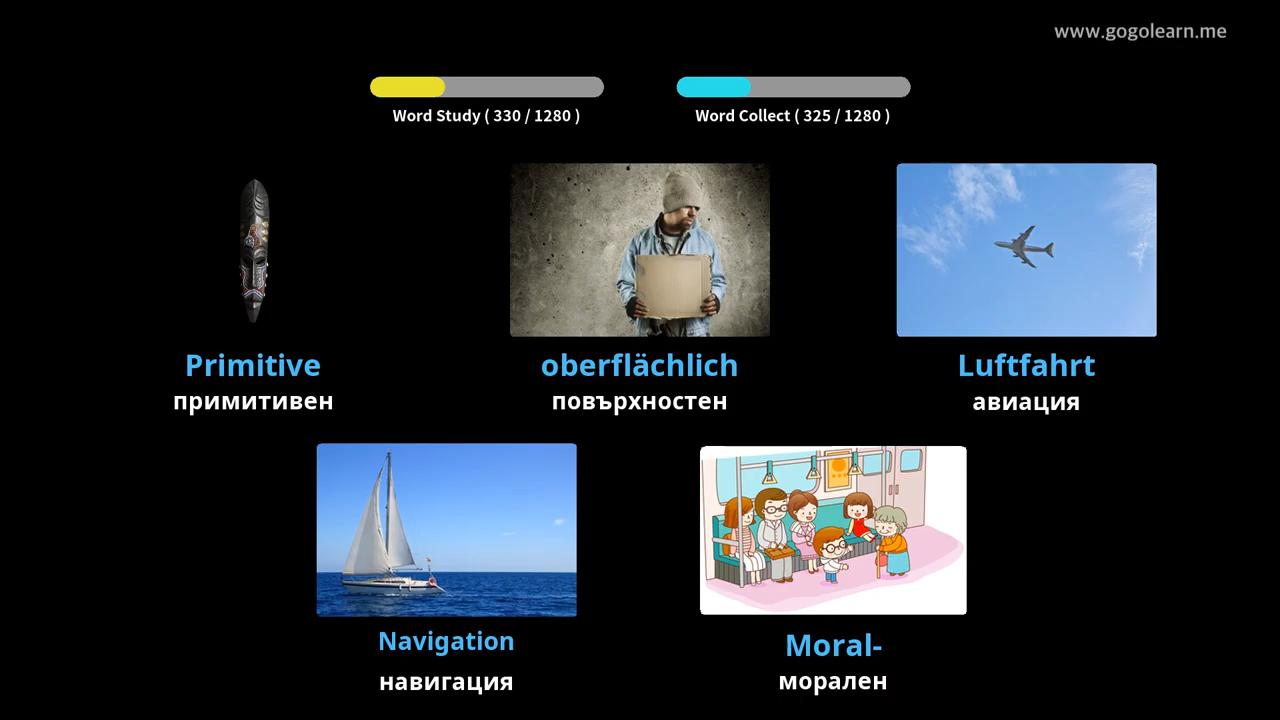 www.gogolearn.me
Word Study ( 330 / 1280 )
Word Collect ( 325 / 1280 )
Primitive
примитивен
oberflächlich
повърхностен
Luftfahrt
авиация
Navigation
навигация
Moral-
морален